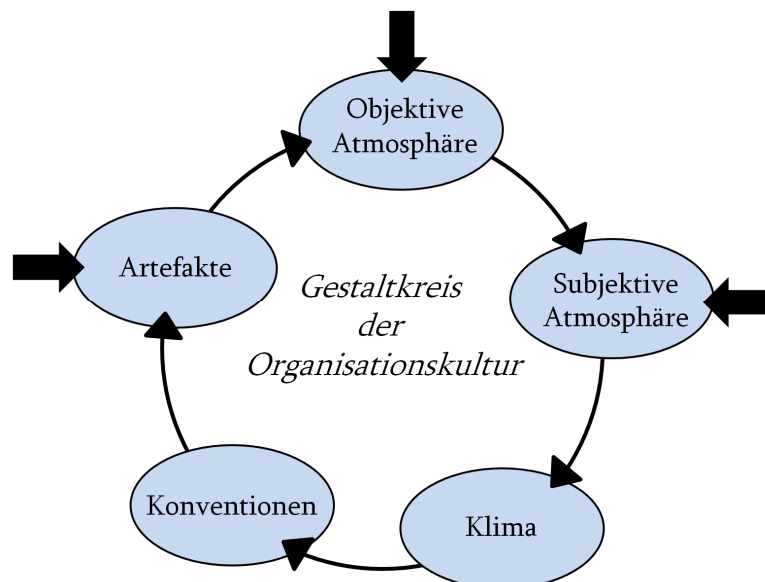 Objektive
Atmosphäre
Artefakte
Subjektive
Atmosphäre
Gestaltkreis
der
Organisationskultur
Konventionen
Klima